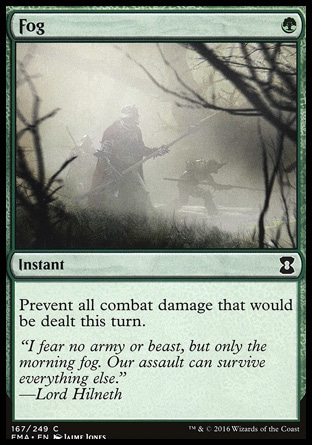 Fog
Instant
Prevent all combat damage that would
be dealt this turn.
“I fear no army or beast, but only the
morning fog. Our assault can survive
everything else.”
—Lord Hilneth
167/249 C
EMA • EN Jaime Jones
™ & © 2016 Wizards of the Coast